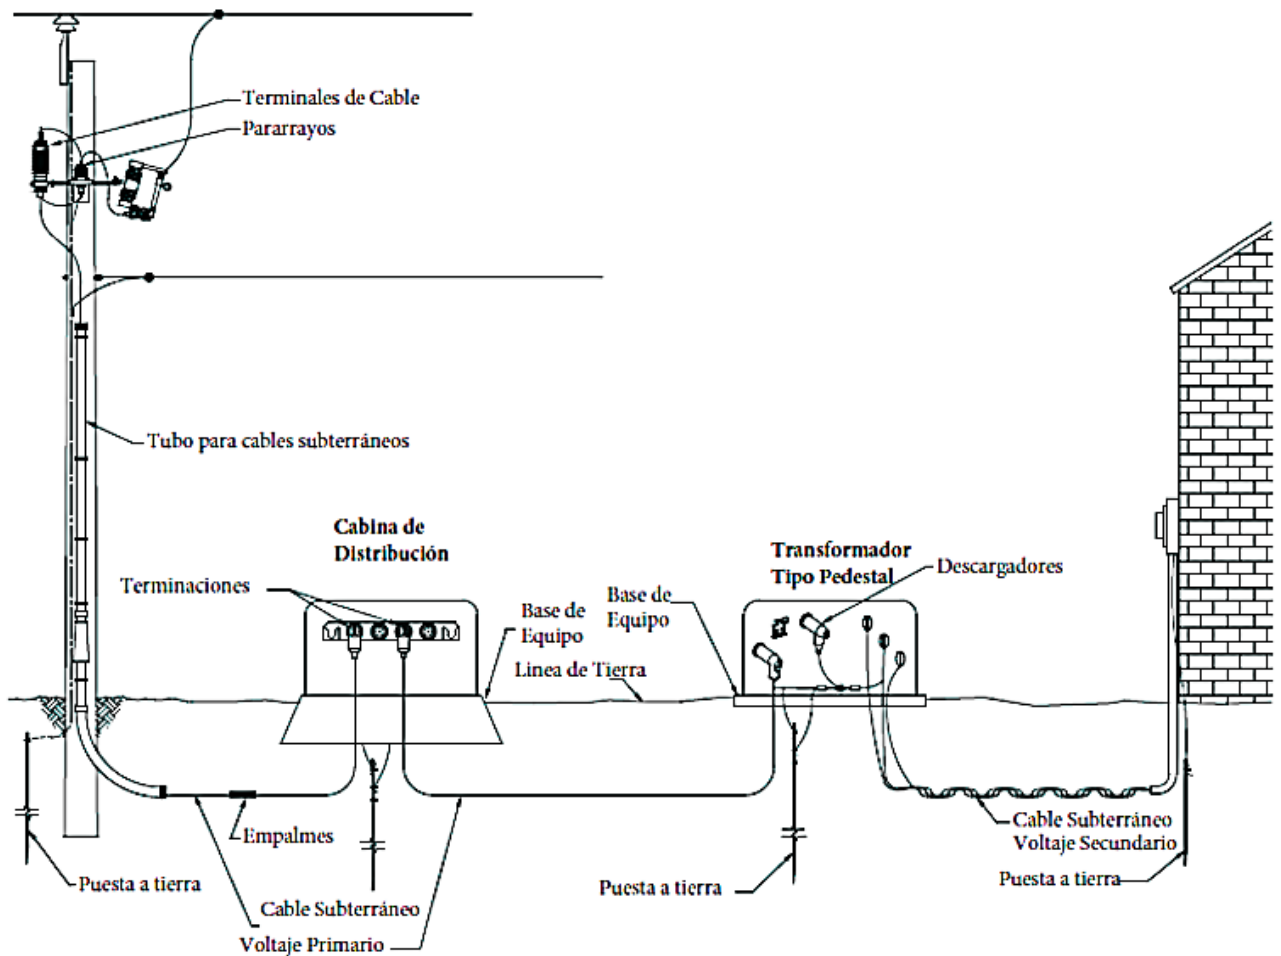 Terminales de Cable
Pararrayos
Tubo para cables subterráneos
Cabina de
Distribución
Terminaciones
Base de
Equipo
Linea de Tierra
Base de
Equipo
Transformador
Tipo Pedestal
Descargadores
Empalmes
Puesta a tierra
Cable Subterráneo
Voltaje Primario
Puesta a tierra
Cable Subterráneo
Voltaje Secundario
Puesta a tierra